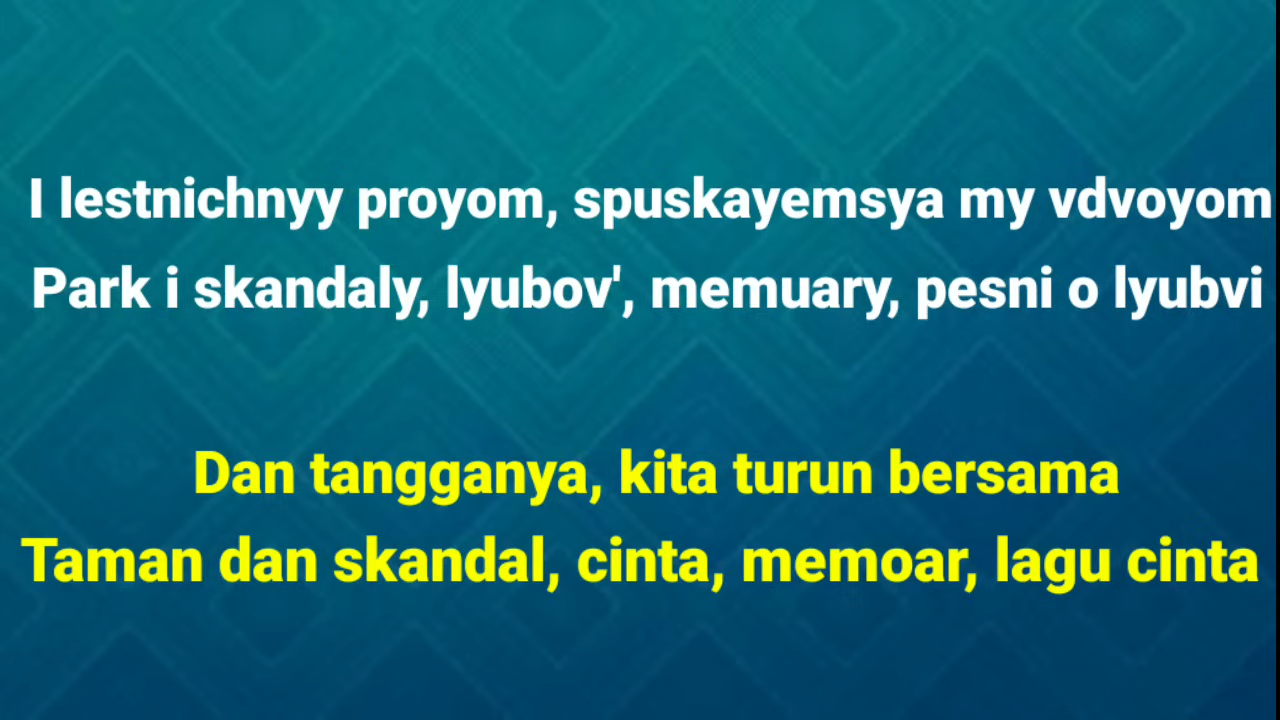 I lestnichnyy proyom, spuskayemsya my vdvoyom
Park i skandaly, lyubov', memuary, pesni o lyubvi
Dan tangganya, kita turun bersama
Taman dan skandal, cinta, memoar, lagu cinta